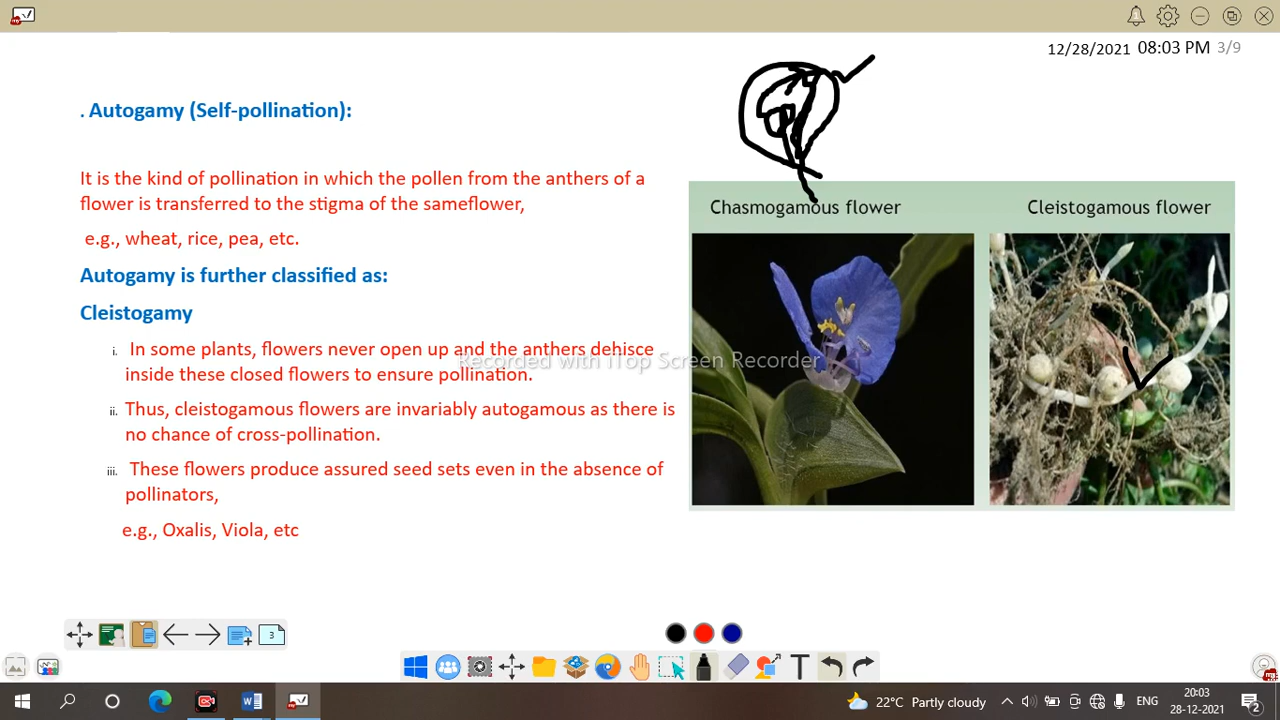 12/28/2021 08:03 PM 3/9
. Autogamy (Self-pollination):
It is the kind of pollination in which the pollen from the anthers of a
flower is transferred to the stigma of the sameflower,
e.g., wheat, rice, pea, etc.
Autogamy is further classified as:
Cleistogamy
i. In some plants, flowers never open up and the anthers dehisce
inside these closed flowers to ensure pollination.
ii. Thus, cleistogamous flowers are invariably autogamous as there is
no chance of cross-pollination.
iii. These flowers produce assured seed sets even in the absence of
pollinators,
e.g., Oxalis, Viola, etc
Chasmogamous flower
Cleistogamous flower
Recorded with iTop Screen Recorder
3
T
22°C Partly cloudy
ENG
20:03
28-12-2021
2